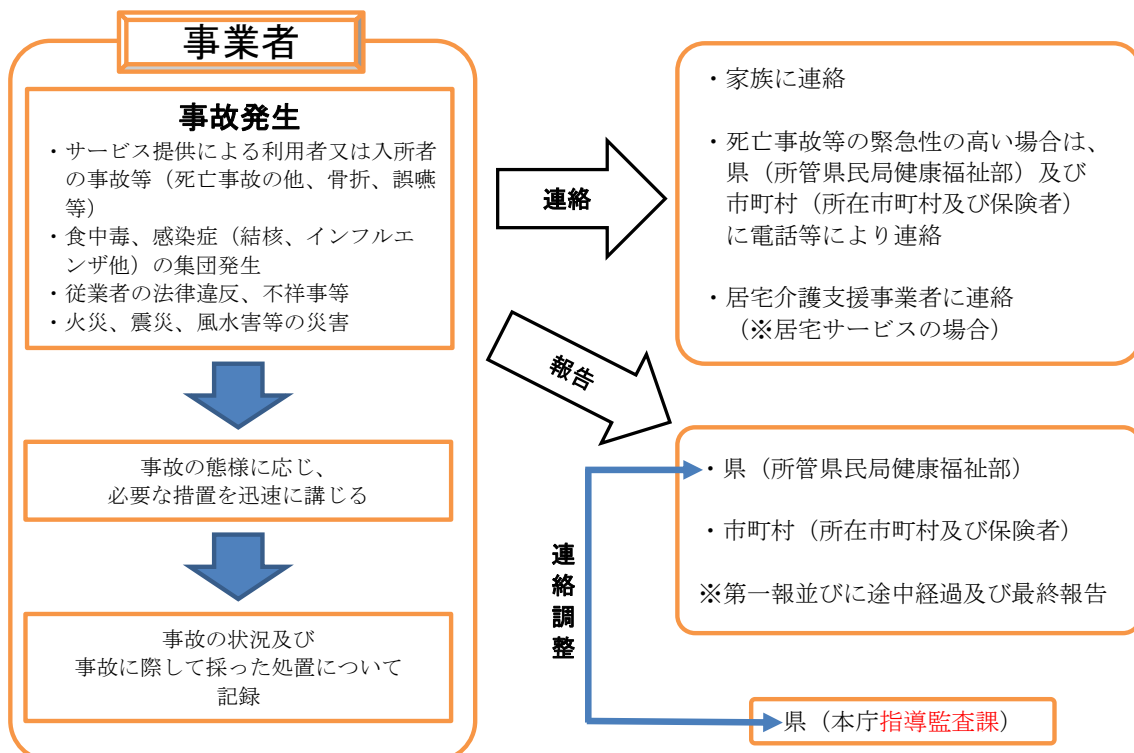 事業者
事故発生
・サービス提供による利用者又は入所者
の事故等（死亡事故の他、骨折、誤嚥
等）
・食中毒、感染症（結核、インフルエ
ンザ他）の集団発生
・従業者の法律違反、不祥事等
・火災、震災、風水害等の災害
事故の態様に応じ、
必要な措置を迅速に講じる
事故の状況及び
事故に際して採った処置について
記録
連絡
・家族に連絡
・死亡事故等の緊急性の高い場合は、
県（所管県民局健康福祉部）及び
市町村（所在市町村及び保険者）
に電話等により連絡
・居宅介護支援事業者に連絡
（※居宅サービスの場合）
報告
・県（所管県民局健康福祉部）
・市町村（所在市町村及び保険者）
※第一報並びに途中経過及び最終報告
連絡調整
県（本庁指導監査課）